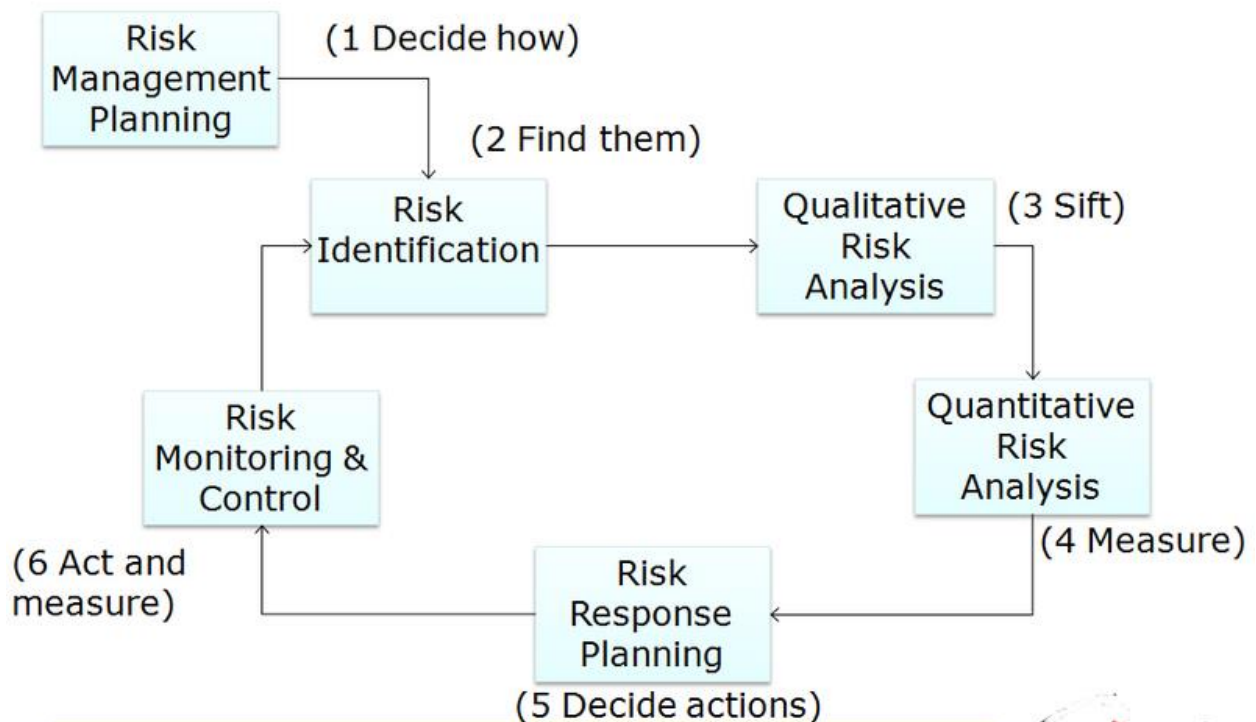 Risk
Management
Planning
(1 Decide how)
(2 Find them)
Risk
Identification
Qualitative
Risk
Analysis
(3 Sift)
Quantitative
Risk
Analysis
(4 Measure)
Risk
Response
Planning
(5 Decide actions)
Risk
Monitoring &
Control
(6 Act and
measure)